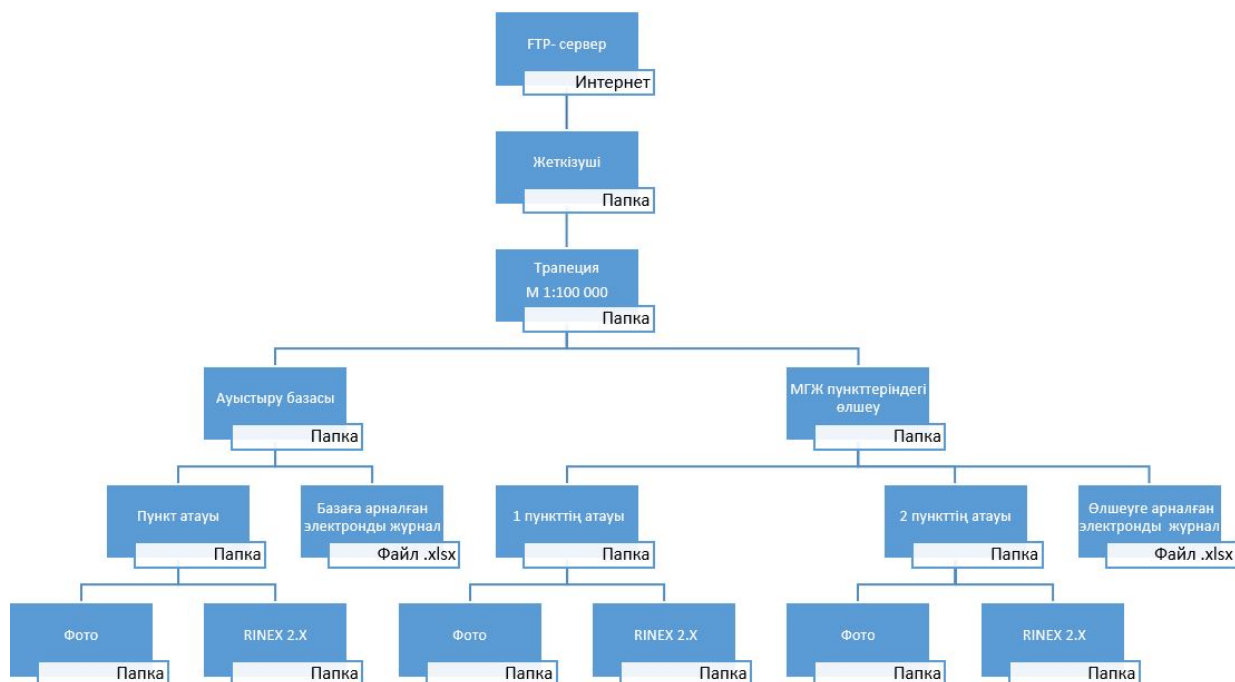 FTP- сервер
Интернет
Жеткізуші
Папка
Трапеция
М 1:100 000
Папка
Ауыстыру базасы
Папка
МГЖ пункттеріндегі
өлшеу
Папка
Пункт атауы
Папка
Базаға арналған
электронды журнал
Файл .xlsx
1 пункттің атауы
Папка
2 пункттің атауы
Папка
Өлшеуге арналған
электронды журнал
Файл .xlsx
Фото
Папка
RINEX 2.X
Папка
Фото
Папка
RINEX 2.X
Папка
Фото
Папка
RINEX 2.X
Папка